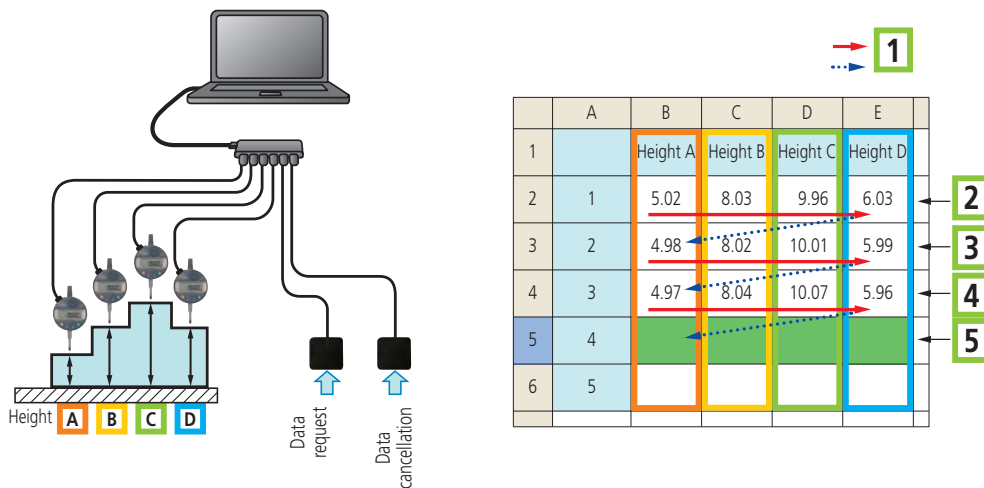 Height A B C D
Data
request
Data
cancellation
1
A B C D E
1 Height A Height B Height C Height D
2 1 5.02 8.03 9.96 6.03 2
3 2 4.98 8.02 10.01 5.99 3
4 3 4.97 8.04 10.07 5.96 4
5 4 5
6 5